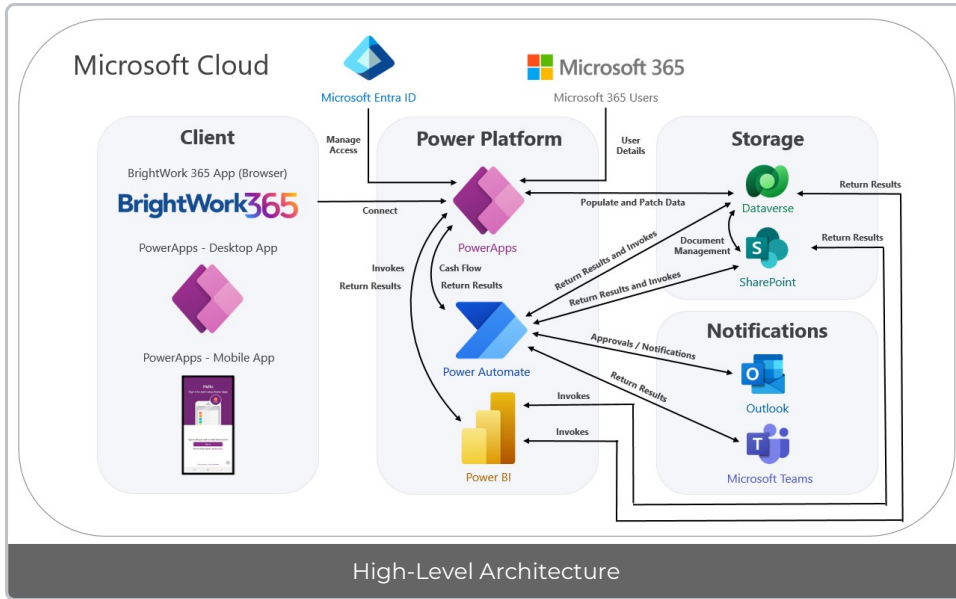 Microsoft Cloud
Microsoft Entra ID
Microsoft 365
Microsoft 365 Users
Client
BrightWork 365 App (Browser)
BrightWork365
PowerApps - Desktop App
PowerApps - Mobile App
Hello
Manage
Access
Connect
Power Platform
User
Details
PowerApps
Invokes
Return Results
Cash Flow
Return Results
Power Automate
Power BI
Populate and Patch Data
Return Results and Invokes
Return Results and Invokes
Document
Management
Approvals / Notifications
Return Results
Invokes
Invokes
Storage
Dataverse
Return Results
S
SharePoint
Return Results
Notifications
O
Outlook
T
Microsoft Teams
High-Level Architecture